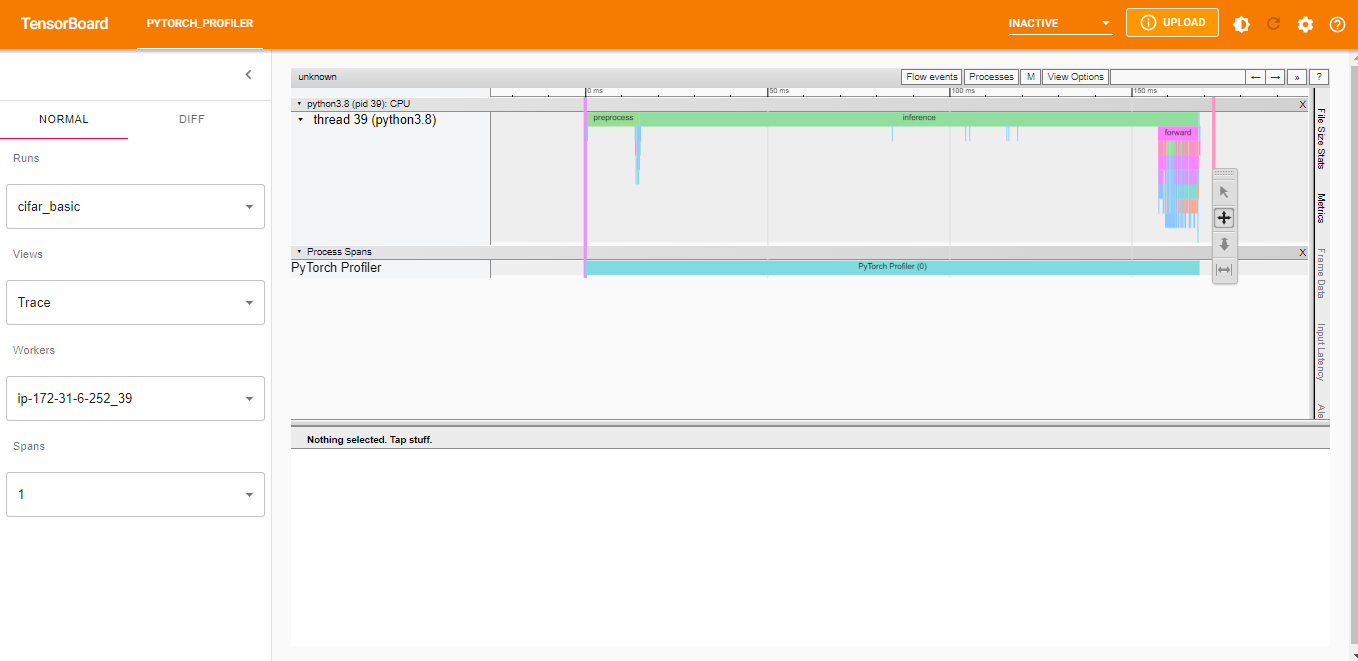 TensorBoard
PYTORCH_PROFILER
INACTIVE
UPLOAD
NORMAL
DIFF
Runs
cifar_basic
Views
Trace
Workers
ip-172-31-6-252_39
Spans
1
unknown
Flow events
Processes
M
View Options
←
→
»
?
0 ms
50 ms
100 ms
150 ms
python3.8 (pid 39): CPU
X
thread 39 (python3.8)
preprocess
inference
forward
Process Spans
X
PyTorch Profiler
PyTorch Profiler (0)
File Size Stats
Metrics
Frame Data
Input Latency
Ale
Nothing selected. Tap stuff.